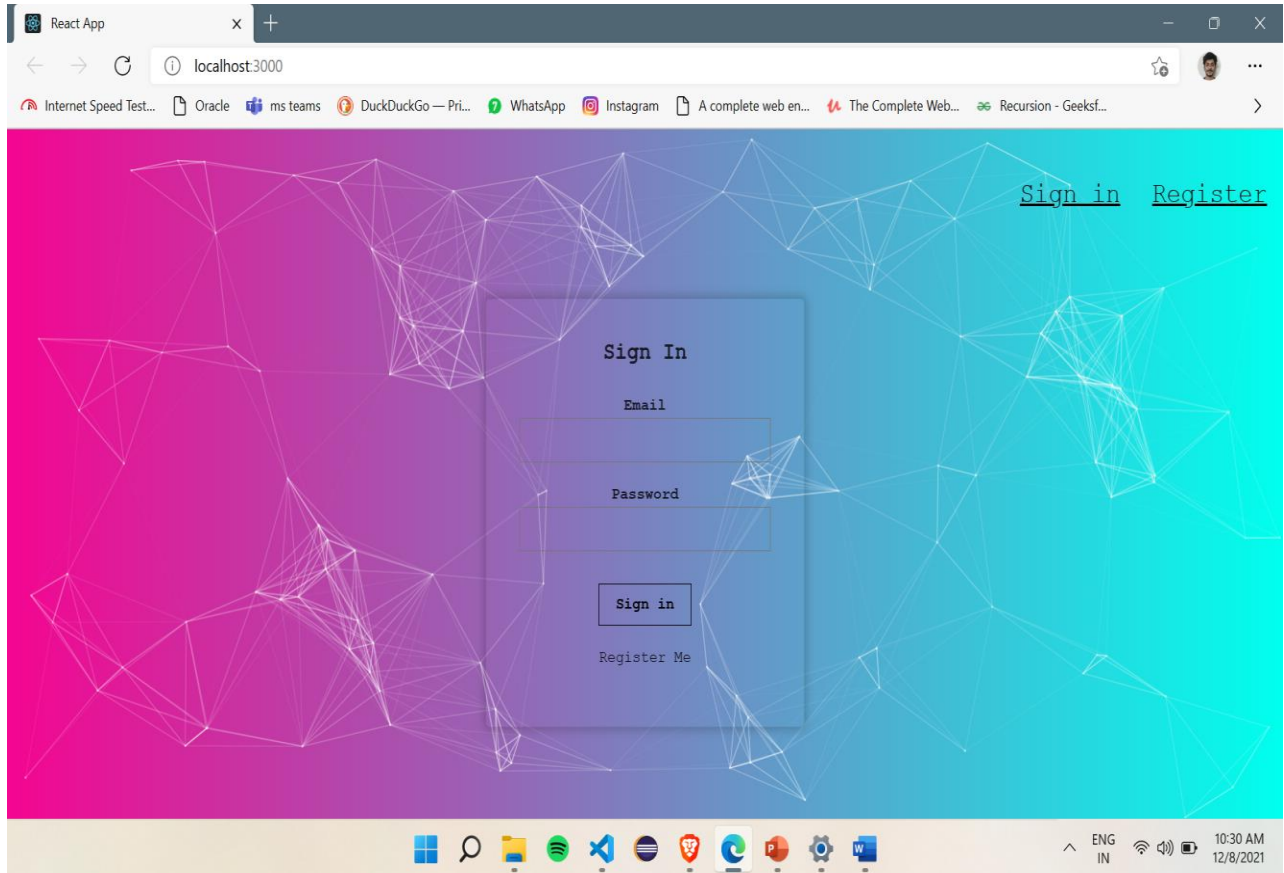 React App
localhost:3000
Internet Speed Test... Oracle ms teams DuckDuckGo — Pri... WhatsApp Instagram A complete web en... The Complete Web... Recursion - Geeksf...
Sign in Register
Sign In
Email
Password
Sign in
Register Me
ENG 10:30 AM
IN 12/8/2021